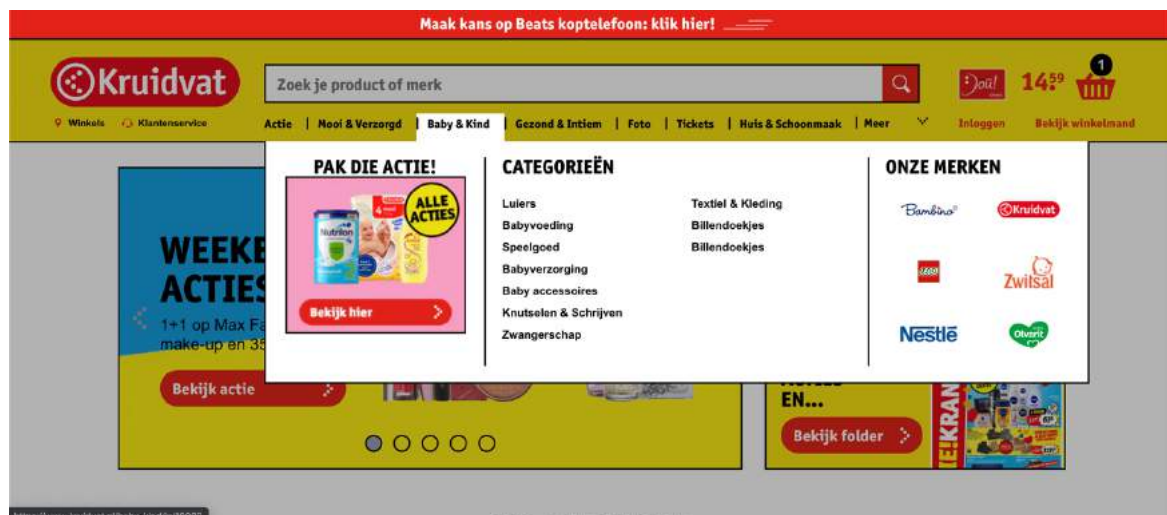 Maak kans op Beats koptelefoon: klik hier!
Kruidvat
Zoek je product of merk
:)oü!
14.59
1
Winkels
Klantenservice
Actie | Mooi & Verzorgd | Baby & Kind | Gezond & Intiem | Foto | Tickets | Huis & Schoonmaak | Meer
Inloggen
Bekijk winkelmand
PAK DIE ACTIE!
ALLE
ACTIES
Nutrilon
Bekijk hier
CATEGORIEËN
Luiers
Babyvoeding
Speelgoed
Babyverzorging
Baby accessoires
Knutselen & Schrijven
Zwangerschap
Textiel & Kleding
Billendoekjes
Billendoekjes
ONZE MERKEN
Bambino
Kruidvat
LEGO
Zwitsal
Nestlé
Olvarit
WEEKE
ACTIES
1+1 op Max Fa
make-up en 35
Bekijk actie
EN...
Bekijk folder